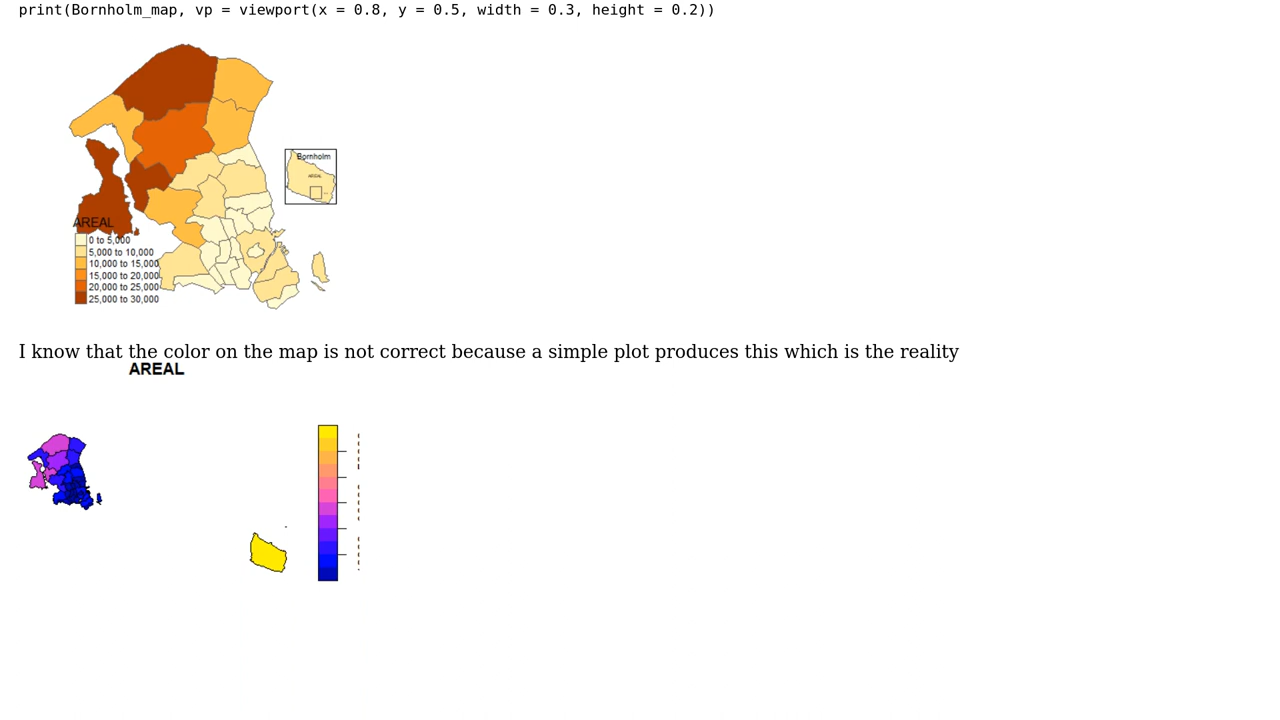 print(Bornholm_map, vp = viewport(x = 0.8, y = 0.5, width = 0.3, height = 0.2))
Bornholm
AREAL
AREAL
0 to 5,000
5,000 to 10,000
10,000 to 15,000
15,000 to 20,000
20,000 to 25,000
25,000 to 30,000
I know that the color on the map is not correct because a simple plot produces this which is the reality
AREAL